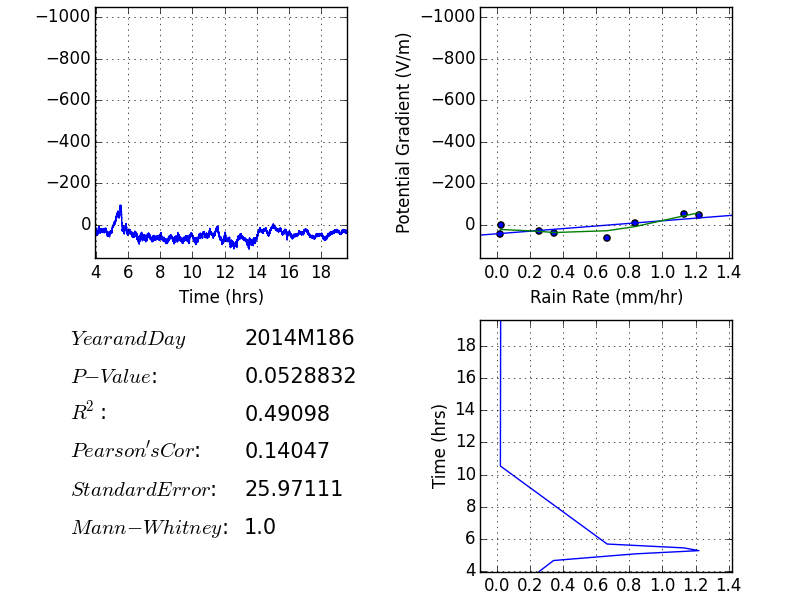 −1000
−800
−600
−400
−200
0
4 6 8 10 12 14 16 18
Time (hrs)
Potential Gradient (V/m)
−1000
−800
−600
−400
−200
0
0.0 0.2 0.4 0.6 0.8 1.0 1.2 1.4
Rain Rate (mm/hr)
YearandDay 2014M186
P−Value: 0.0528832
R²: 0.49098
Pearson'sCor: 0.14047
StandardError: 25.97111
Mann−Whitney: 1.0
Time (hrs)
18
16
14
12
10
8
6
4
0.0 0.2 0.4 0.6 0.8 1.0 1.2 1.4